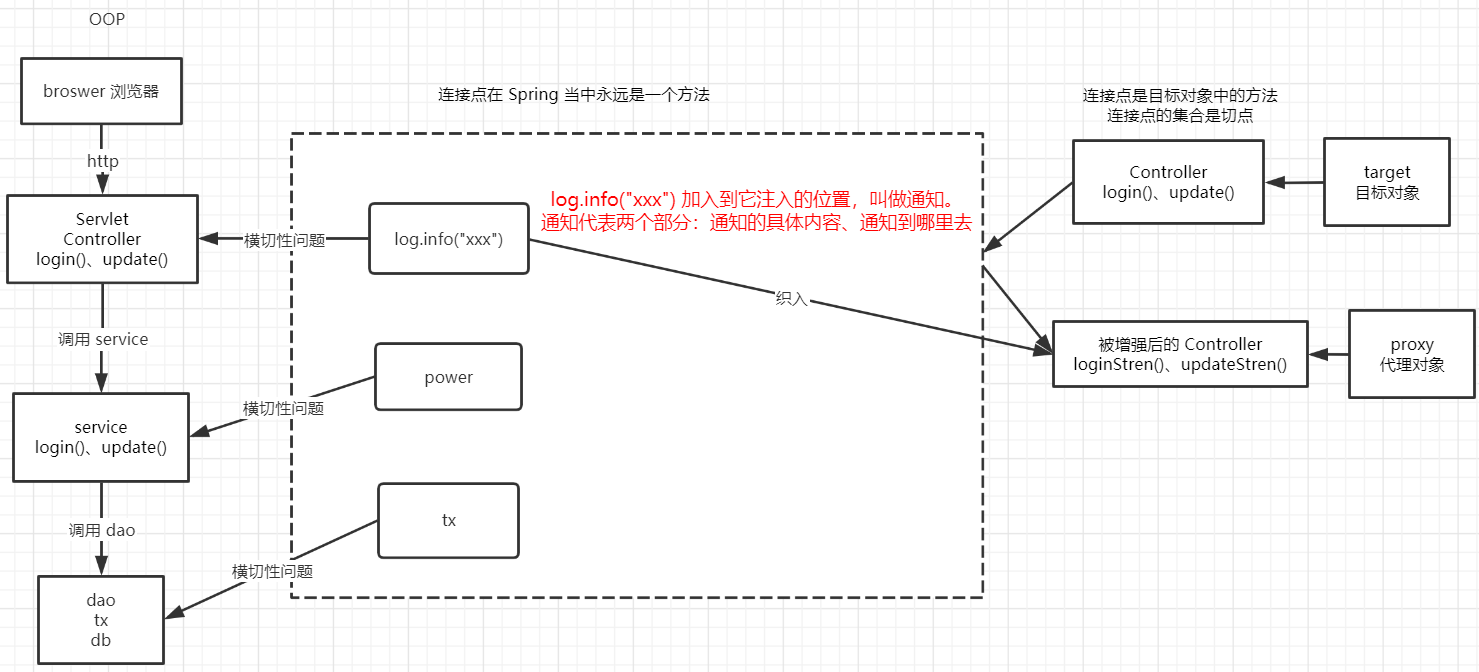 OOP
broswer 浏览器
http
Servlet
Controller
login()、update()
调用 service
service
login()、update()
调用 dao
dao
tx
db
连接点在 Spring 当中永远是一个方法
log.info("xxx") 加入到它注入的位置，叫做通知。
通知代表两个部分：通知的具体内容、通知到哪里去
横切性问题
log.info("xxx")
织入
横切性问题
power
横切性问题
tx
连接点是目标对象中的方法
连接点的集合是切点
Controller
login()、update()
target
目标对象
被增强后的 Controller
loginStren()、updateStren()
proxy
代理对象